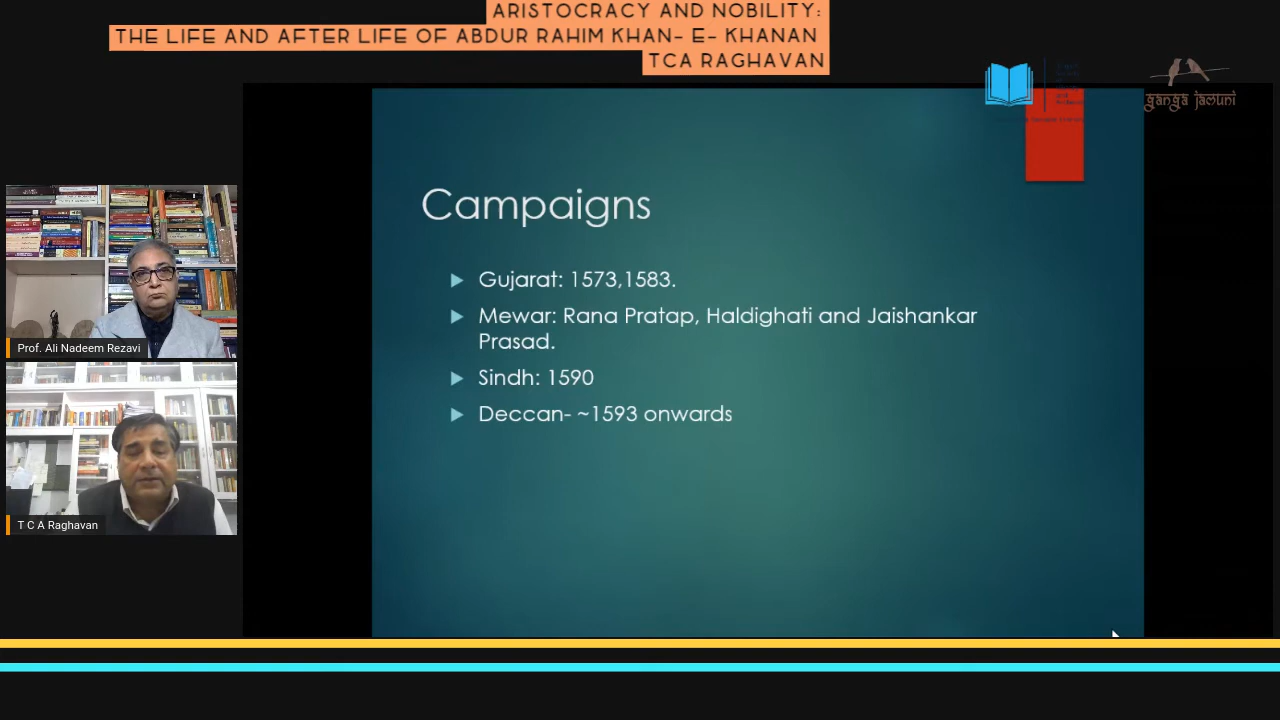 ARISTOCRACY AND NOBILITY:
THE LIFE AND AFTER LIFE OF ABDUR RAHIM KHAN- E- KHANAN
TCA RAGHAVAN
ganga jamuni
Campaigns
Gujarat: 1573,1583.
Mewar: Rana Pratap, Haldighati and Jaishankar
Prasad.
Sindh: 1590
Deccan- ~1593 onwards
Prof. Ali Nadeem Rezavi
T C A Raghavan